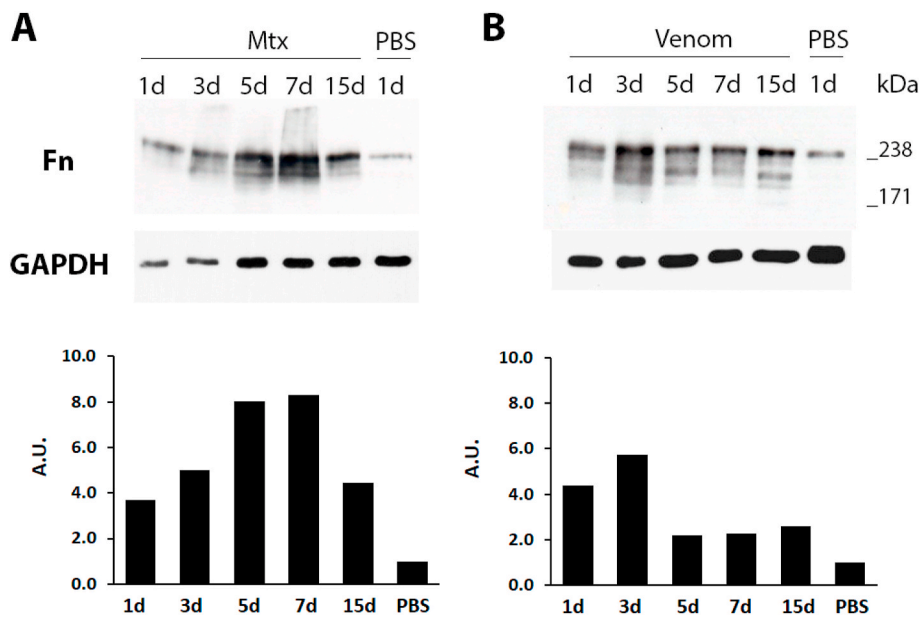 A
Mtx PBS
1d 3d 5d 7d 15d 1d
Fn
GAPDH
10.0
8.0
6.0
4.0
2.0
0.0
A.U.
1d 3d 5d 7d 15d PBS
B
Venom PBS
1d 3d 5d 7d 15d 1d kDa
_238
_171
10.0
8.0
6.0
4.0
2.0
0.0
A.U.
1d 3d 5d 7d 15d PBS